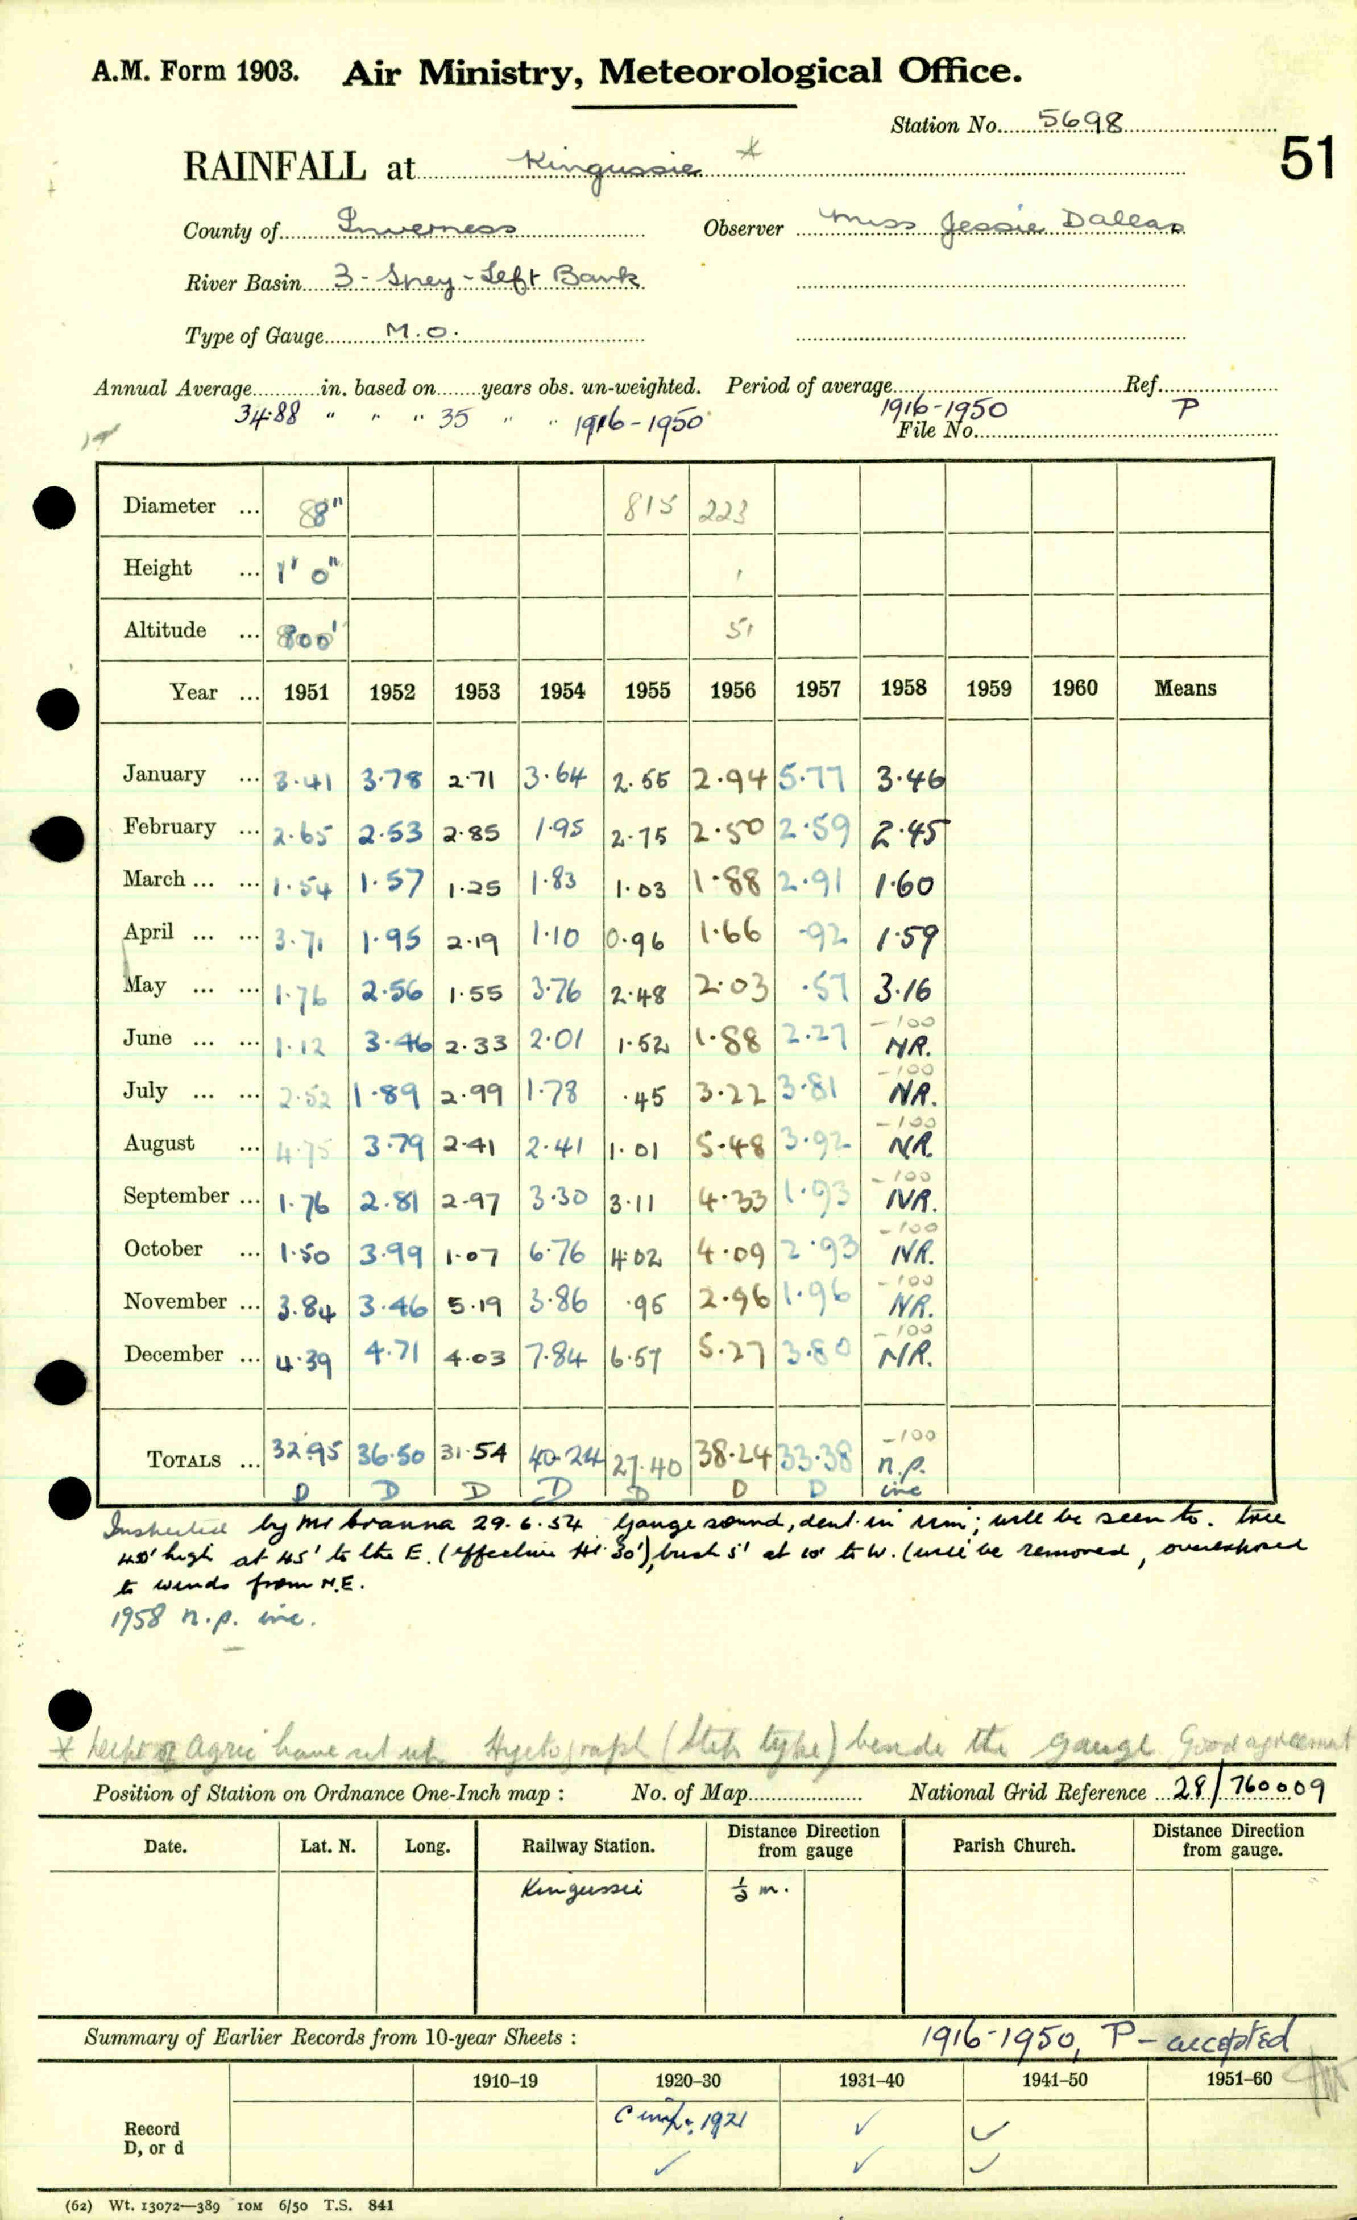 A.M. Form 1903. Air Ministry, Meteorological Office.
Station No. 5698
51
RAINFALL at Kingussie *
County of Inverness Observer Miss Jessie Dallas
River Basin 3 - Spey - Left Bank
Type of Gauge M.O.
Annual Average in. based on years obs. un-weighted. Period of average Ref.
34.88 " " " 35 " " 1916-1950 1916-1950 P
File No.
Diameter ... 8" 815 223
Height ... 1' 0"
Altitude ... 800' 51
Year ... 1951 1952 1953 1954 1955 1956 1957 1958 1959 1960 Means
January ... 3.41 3.78 2.71 3.64 2.55 2.94 5.77 3.46
February ... 2.65 2.53 2.85 1.95 2.75 2.50 2.59 2.45
March ... ... 1.54 1.57 1.25 1.83 1.03 1.88 2.91 1.60
April ... ... 3.71 1.95 2.19 1.10 0.96 1.66 .92 1.59
May ... ... 1.76 2.56 1.55 3.76 2.48 2.03 .57 3.16
June ... ... 1.12 3.46 2.33 2.01 1.52 1.88 2.27 -100 NR.
July ... ... 2.52 1.89 2.99 1.78 .45 3.22 3.81 -100 NR.
August ... 4.75 3.79 2.41 2.41 1.01 5.48 3.92 -100 NR.
September ... 1.76 2.81 2.97 3.30 3.11 4.33 1.93 -100 NR.
October ... 1.50 3.99 1.07 6.76 4.02 4.09 2.93 -100 NR.
November ... 3.84 3.46 5.19 3.86 .95 2.96 1.96 -100 NR.
December ... 4.39 4.71 4.03 7.84 6.57 5.27 3.80 -100 NR.
TOTALS ... 32.95 36.50 31.54 40.24 27.40 38.24 33.38 -100 n.p. inc
D D D D D D D
Inspected by Mr Cranna 29.6.54 Gauge sound, dent in rim; will be seen to. tree
40' high at 45' to the E. (effective Ht 30'), bush 5' at 10' to W. (will be removed, overexposed
to winds from N.E.
1958 n.p. inc.
* Dept of Agric have set up Hyetograph (Step type) beside the gauge. Good agreement
Position of Station on Ordnance One-Inch map : No. of Map National Grid Reference 28/760009
Date. Lat. N. Long. Railway Station. Distance Direction from gauge Parish Church. Distance Direction from gauge.
Kingussie ½ m.
Summary of Earlier Records from 10-year Sheets : 1916-1950, P - accepted
1910–19 1920–30 1931–40 1941–50 1951–60
Record C 1921 ✓ ✓
D, or d ✓ ✓ ✓
(62) Wt. 13072—389 10M 6/50 T.S. 841